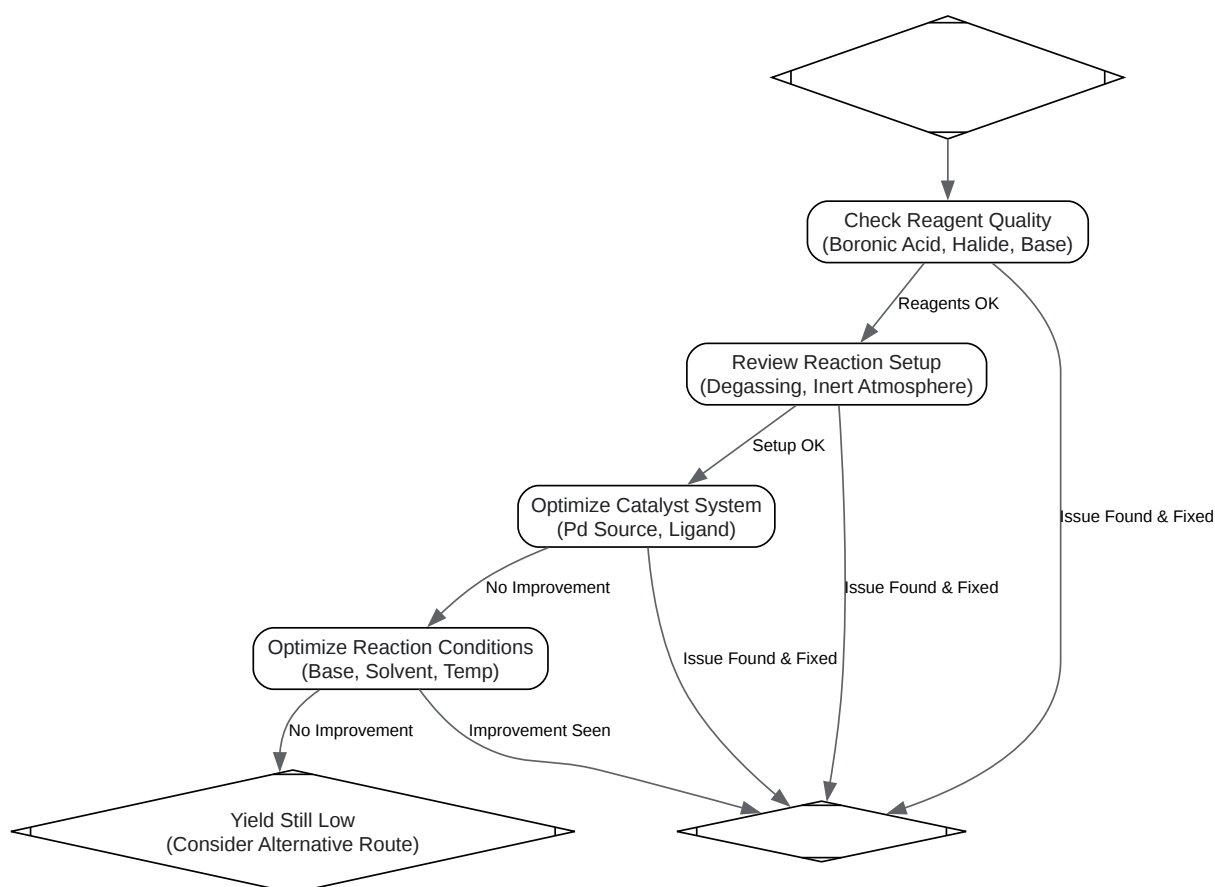 Check Reagent Quality
(Boronic Acid, Halide, Base)
Reagents OK
Review Reaction Setup
(Degassing, Inert Atmosphere)
Setup OK
Optimize Catalyst System
(Pd Source, Ligand)
Issue Found & Fixed
No Improvement
Issue Found & Fixed
Optimize Reaction Conditions
(Base, Solvent, Temp)
Issue Found & Fixed
No Improvement
Improvement Seen
Yield Still Low
(Consider Alternative Route)